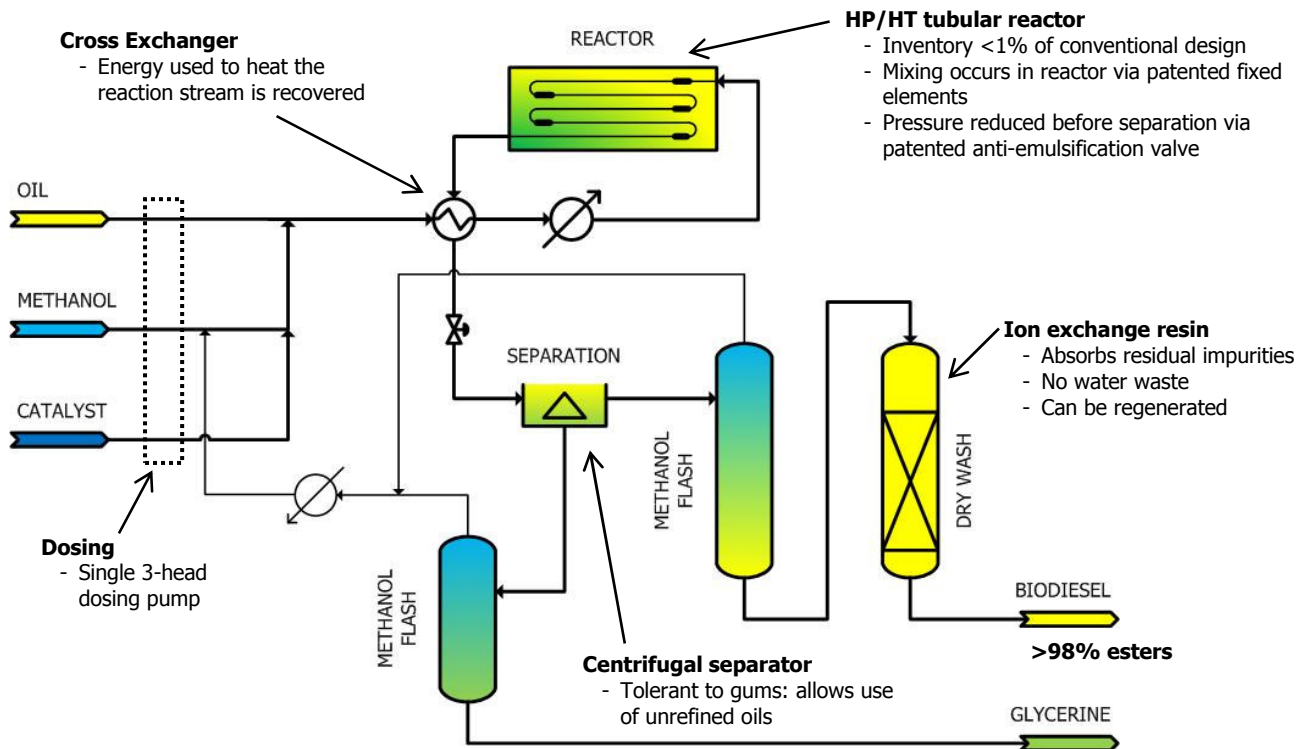 HP/HT tubular reactor
- Inventory <1% of conventional design
- Mixing occurs in reactor via patented fixed
elements
- Pressure reduced before separation via
patented anti-emulsification valve
REACTOR
Cross Exchanger
- Energy used to heat the
reaction stream is recovered
OIL
METHANOL
CATALYST
SEPARATION
Ion exchange resin
- Absorbs residual impurities
- No water waste
- Can be regenerated
METHANOL
FLASH
DRY WASH
Dosing
- Single 3-head
dosing pump
METHANOL
FLASH
BIODIESEL
>98% esters
Centrifugal separator
- Tolerant to gums: allows use
of unrefined oils
GLYCERINE